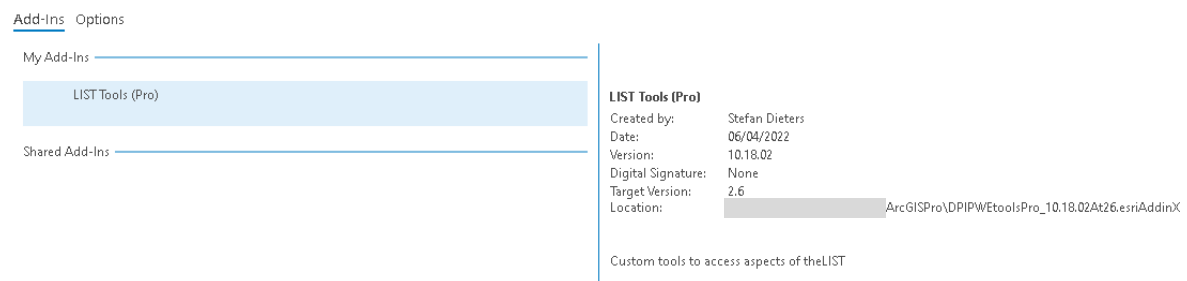 Add-Ins Options
My Add-Ins
LIST Tools (Pro)
Shared Add-Ins
LIST Tools (Pro)
Created by: Stefan Dieters
Date: 06/04/2022
Version: 10.18.02
Digital Signature: None
Target Version: 2.6
Location: ArcGISPro\DPIPWEtoolsPro_10.18.02At26.esriAddinX
Custom tools to access aspects of theLIST